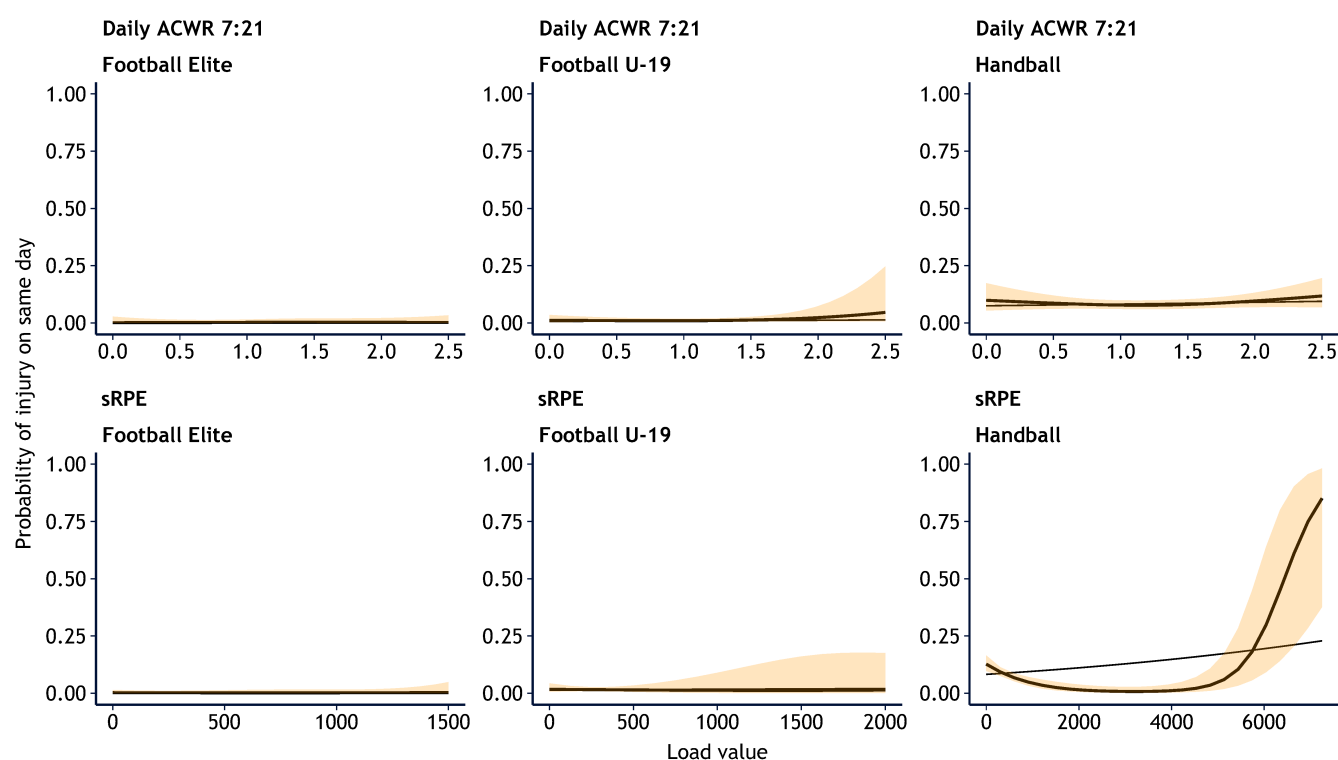 Daily ACWR 7:21 Daily ACWR 7:21 Daily ACWR 7:21
Football Elite Football U-19 Handball
1.00 1.00 1.00
0.75 0.75 0.75
0.50 0.50 0.50
0.25 0.25 0.25
0.00 0.00 0.00
0.0 0.5 1.0 1.5 2.0 2.5 0.0 0.5 1.0 1.5 2.0 2.5 0.0 0.5 1.0 1.5 2.0 2.5
Probability of injury on same day
sRPE sRPE sRPE
Football Elite Football U-19 Handball
1.00 1.00 1.00
0.75 0.75 0.75
0.50 0.50 0.50
0.25 0.25 0.25
0.00 0.00 0.00
0 500 1000 1500 0 500 1000 1500 2000 0 2000 4000 6000
Load value